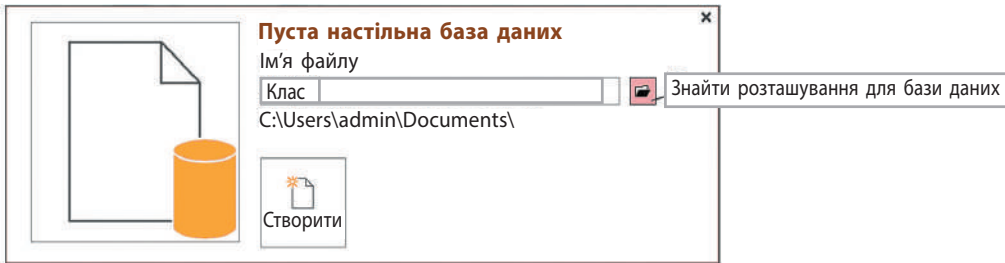 Пуста настільна база даних
Ім’я файлу
Клас
Знайти розташування для бази даних
C:\Users\admin\Documents\
Створити